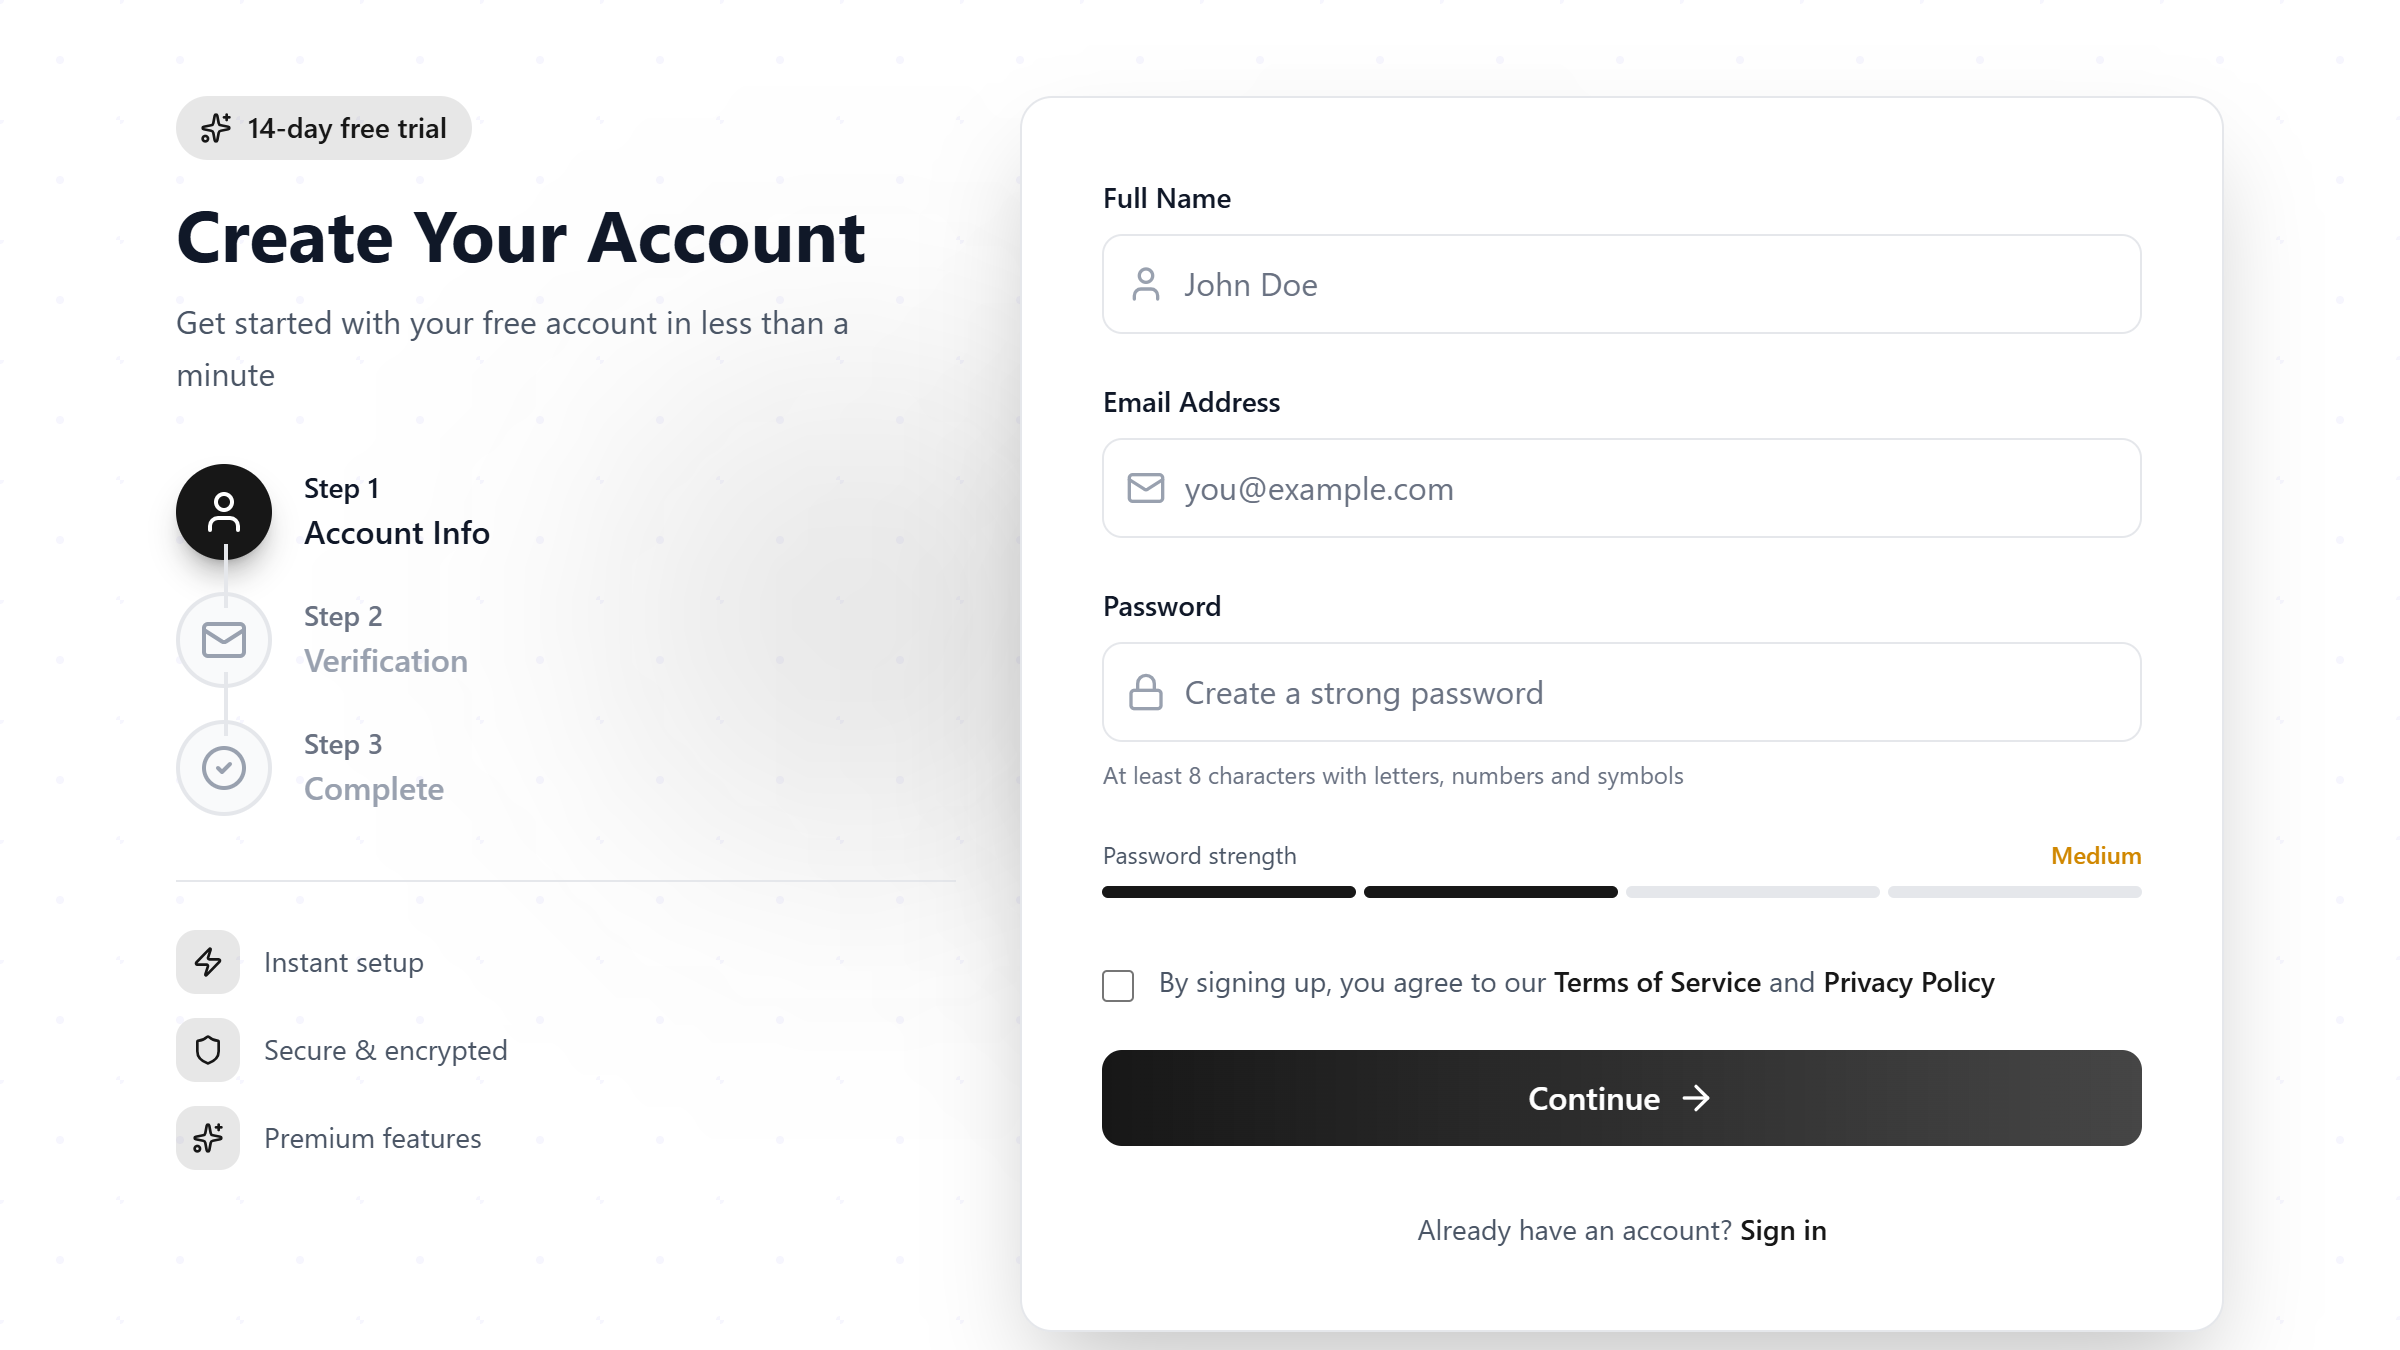 14-day free trial
Create Your Account
Get started with your free account in less than a
minute
Step 1
Account Info
Step 2
Verification
Step 3
Complete
Instant setup
Secure & encrypted
Premium features
Full Name
John Doe
Email Address
you@example.com
Password
Create a strong password
At least 8 characters with letters, numbers and symbols
Password strength
Medium
By signing up, you agree to our Terms of Service and Privacy Policy
Continue
Already have an account? Sign in